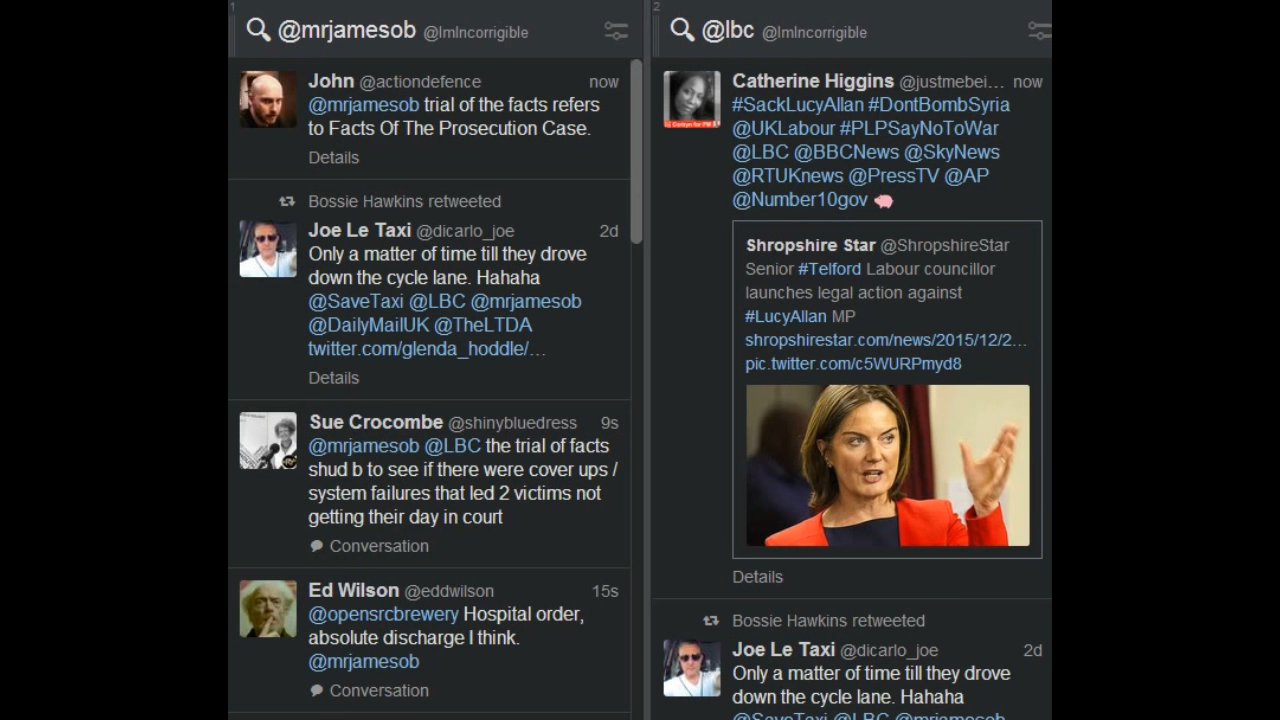 1
@mrjamesob @ImIncorrigible
John @actiondefence now
@mrjamesob trial of the facts refers
to Facts Of The Prosecution Case.
Details
Bossie Hawkins retweeted
Joe Le Taxi @dicarlo_joe 2d
Only a matter of time till they drove
down the cycle lane. Hahaha
@SaveTaxi @LBC @mrjamesob
@DailyMailUK @TheLTDA
twitter.com/glenda_hoddle/…
Details
Sue Crocombe @shinybluedress 9s
@mrjamesob @LBC the trial of facts
shud b to see if there were cover ups /
system failures that led 2 victims not
getting their day in court
Conversation
Ed Wilson @eddwilson 15s
@opensrcbrewery Hospital order,
absolute discharge I think.
@mrjamesob
Conversation
2
@lbc @ImIncorrigible
Catherine Higgins @justmebei… now
#SackLucyAllan #DontBombSyria
@UKLabour #PLPSayNoToWar
@LBC @BBCNews @SkyNews
@RTUKnews @PressTV @AP
@Number10gov
Shropshire Star @ShropshireStar
Senior #Telford Labour councillor
launches legal action against
#LucyAllan MP
shropshirestar.com/news/2015/12/2…
pic.twitter.com/c5WURPmyd8
Details
Bossie Hawkins retweeted
Joe Le Taxi @dicarlo_joe 2d
Only a matter of time till they drove
down the cycle lane. Hahaha
@SaveTaxi @LBC @mrjamesob